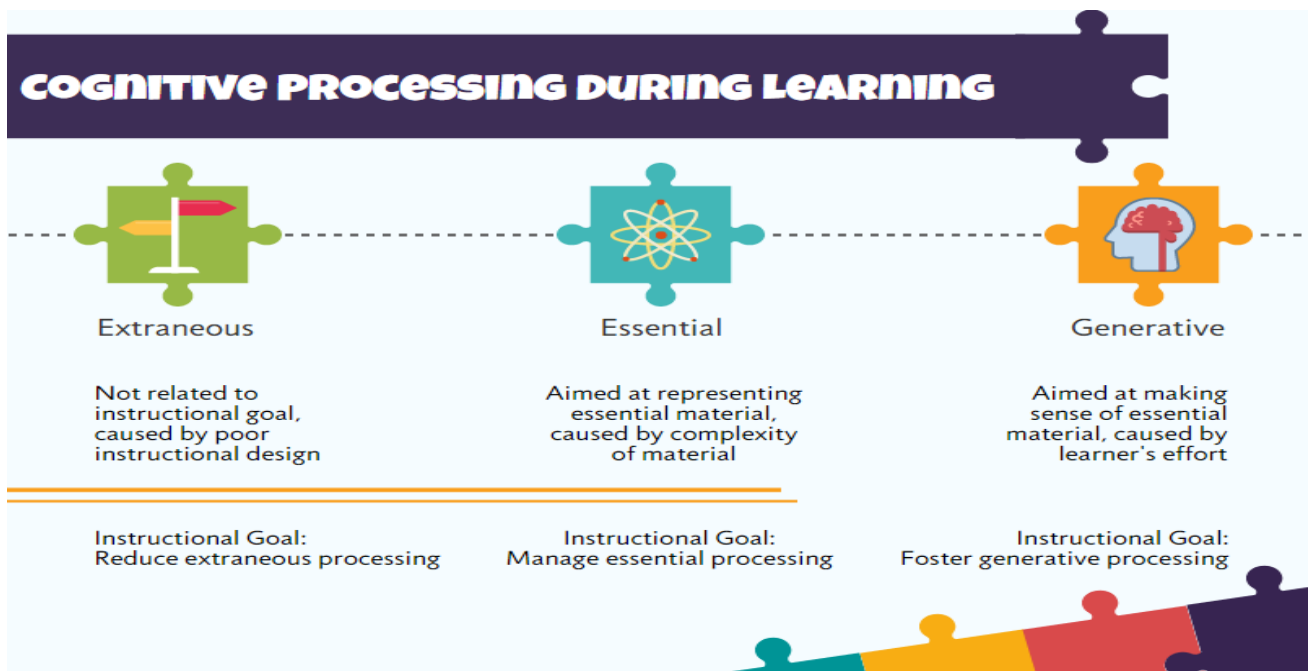 COGNITIVE PROCESSING DURING LEARNING
Extraneous
Essential
Generative
Not related to
instructional goal,
caused by poor
instructional design
Aimed at representing
essential material,
caused by complexity
of material
Aimed at making
sense of essential
material, caused by
learner's effort
Instructional Goal:
Reduce extraneous processing
Instructional Goal:
Manage essential processing
Instructional Goal:
Foster generative processing